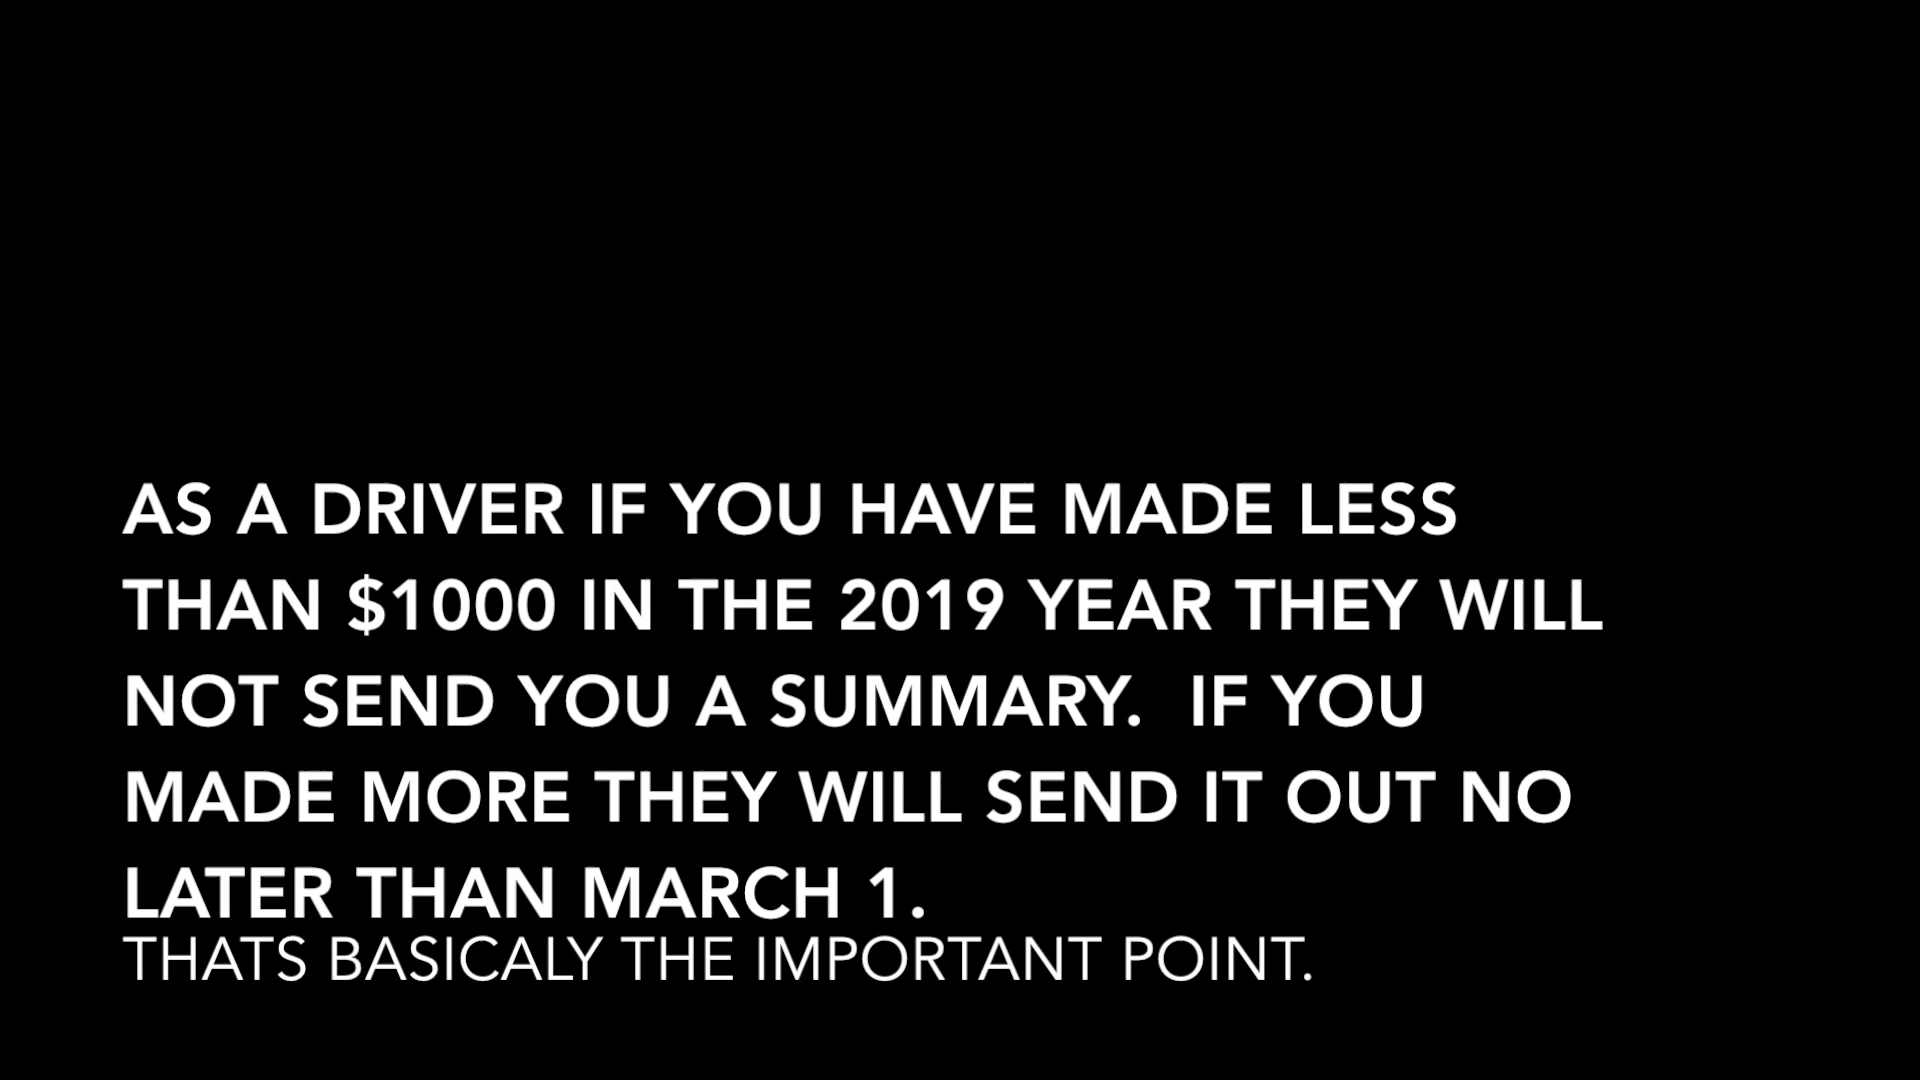 AS A DRIVER IF YOU HAVE MADE LESS
THAN $1000 IN THE 2019 YEAR THEY WILL
NOT SEND YOU A SUMMARY.  IF YOU
MADE MORE THEY WILL SEND IT OUT NO
LATER THAN MARCH 1.
THATS BASICALY THE IMPORTANT POINT.